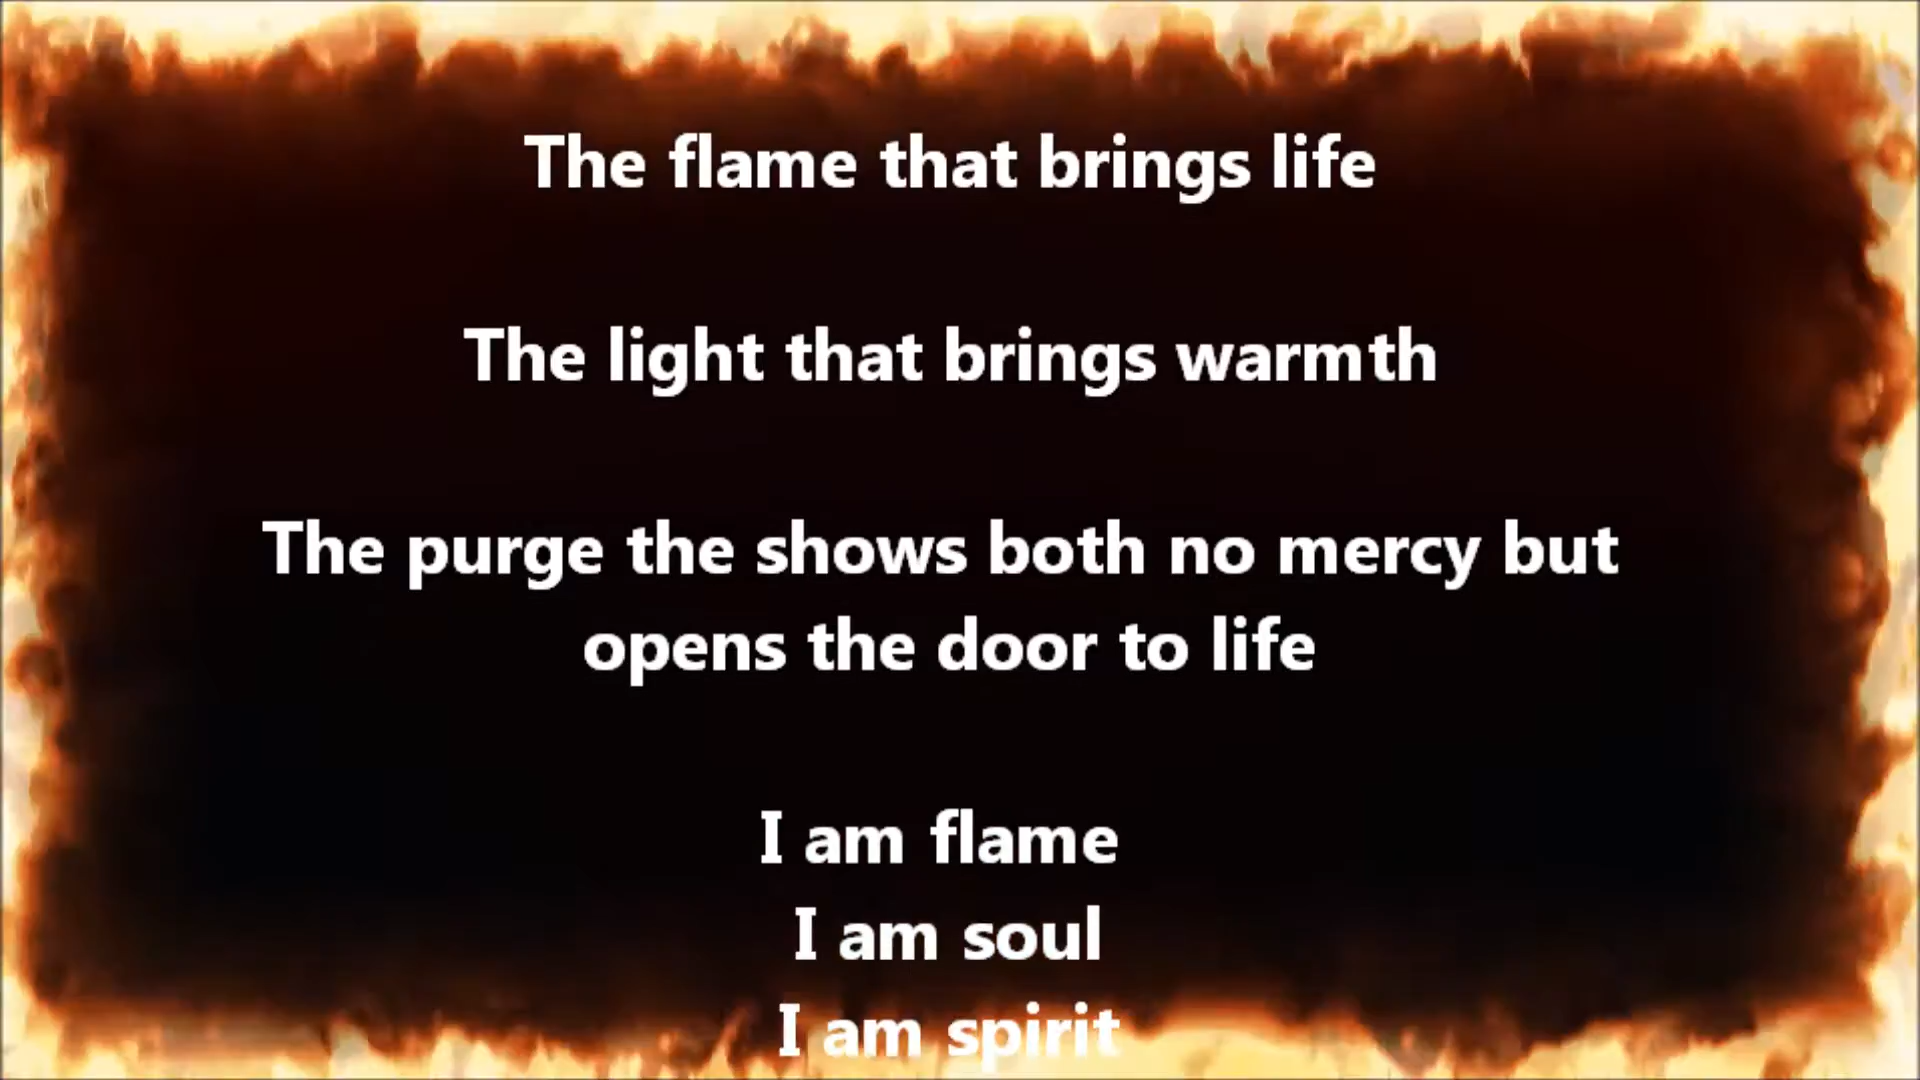 The flame that brings life
The light that brings warmth
The purge the shows both no mercy but
opens the door to life
I am flame
I am soul
I am spirit